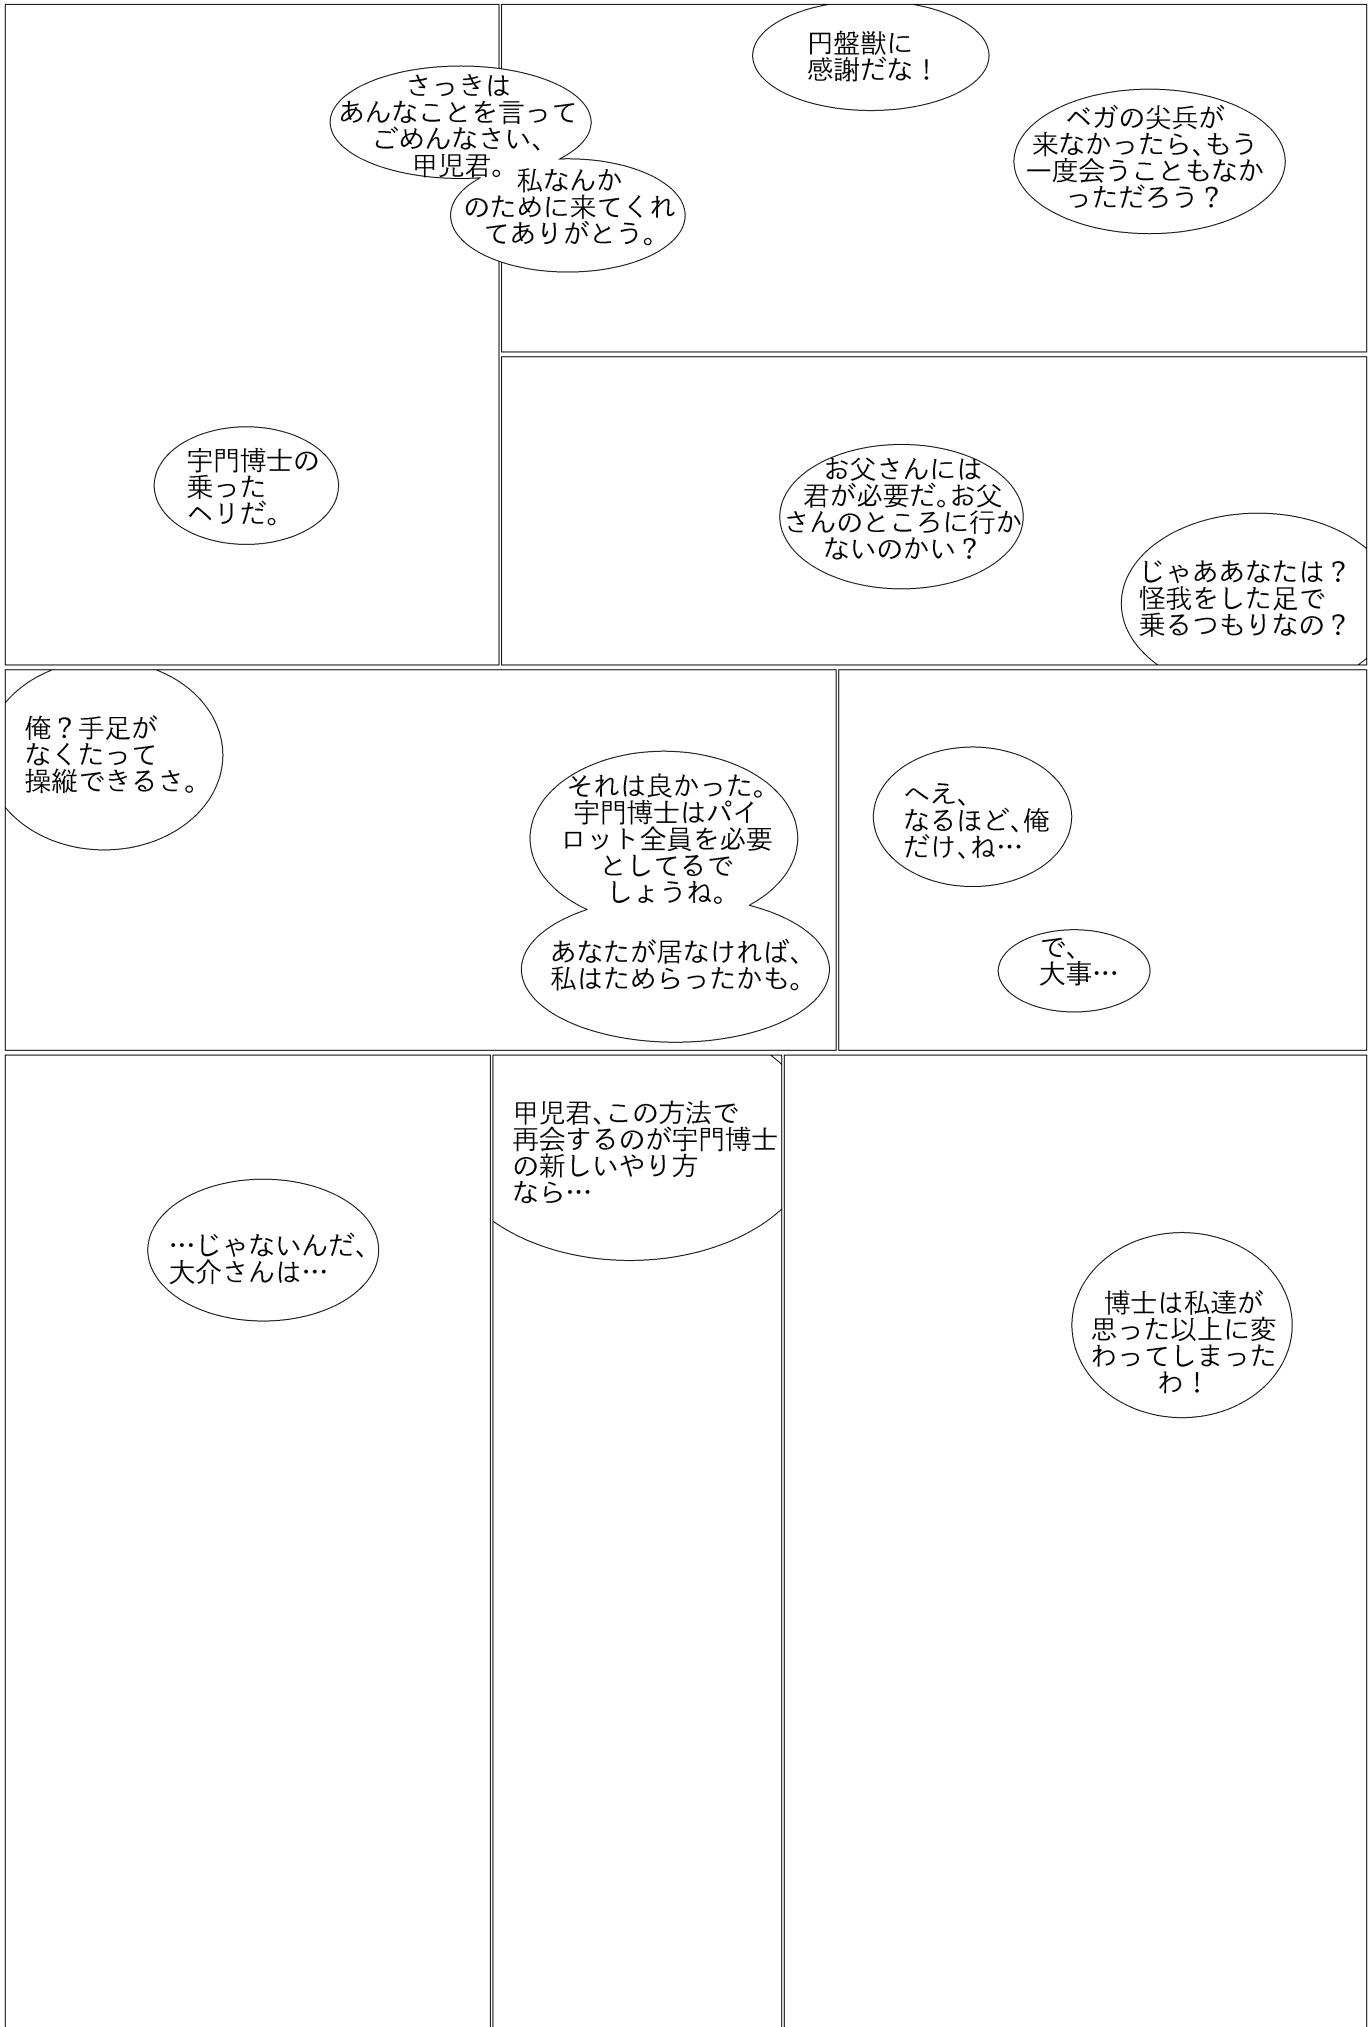 さっきは
あんなことを言って
ごめんなさい、
甲児君。
私なんか
のために来てくれ
てありがとう。
宇門博士の
乗った
ヘリだ。
円盤獣に
感謝だな！
ベガの尖兵が
来なかったら、もう
一度会うこともなか
っただろう？
お父さんには
君が必要だ。お父
さんのところに行か
ないのかい？
じゃああなたは？
怪我をした足で
乗るつもりなの？
俺？手足が
なくたって
操縦できるさ。
それは良かった。
宇門博士はパイ
ロット全員を必要
としてるで
しょうね。
あなたが居なければ、
私はためらったかも。
へえ、
なるほど、俺
だけ、ね…
で、
大事…
…じゃないんだ、
大介さんは…
甲児君、この方法で
再会するのが宇門博士
の新しいやり方
なら…
博士は私達が
思った以上に変
わってしまった
わ！